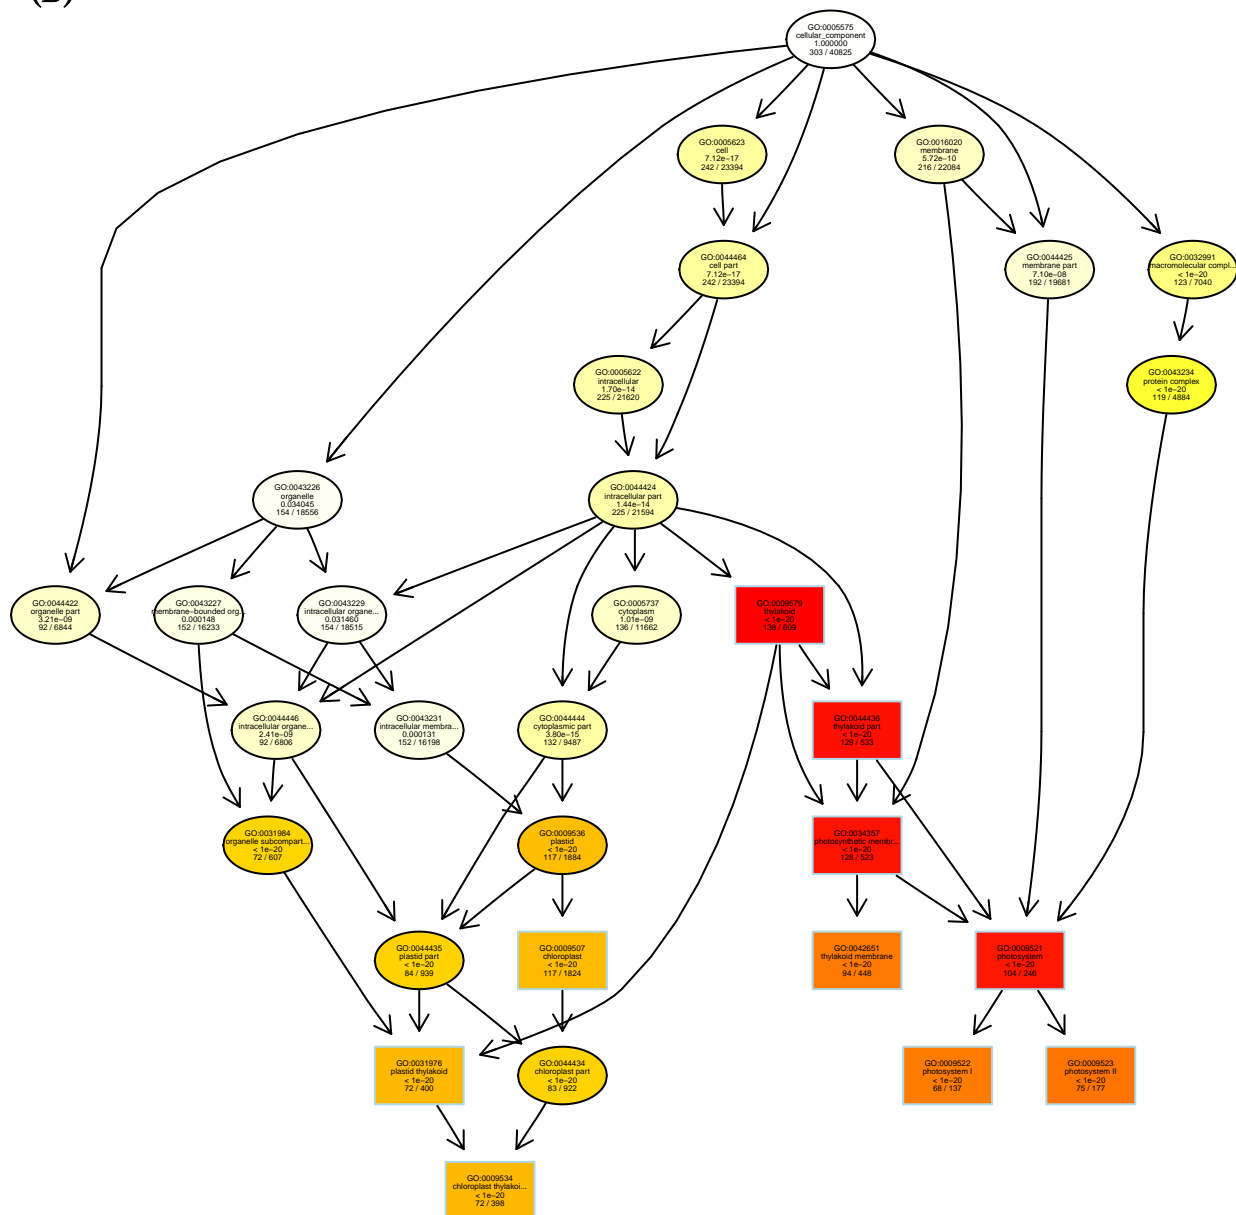 GO:0005575
cellular_component
1.000000
303 / 40825
GO:0005623
cell
7.12e−17
242 / 23394
GO:0016020
membrane
5.72e−10
216 / 22084
GO:0044464
cell part
7.12e−17
242 / 23394
GO:0044425
membrane part
7.10e−08
192 / 19681
GO:0032991
macromolecular compl...
< 1e−20
123 / 7040
GO:0005622
intracellular
1.70e−14
225 / 21620
GO:0043234
protein complex
< 1e−20
119 / 4884
GO:0043226
organelle
0.034045
154 / 18556
GO:0044424
intracellular part
1.44e−14
225 / 21594
GO:0044422
organelle part
3.21e−09
92 / 6844
GO:0043227
membrane−bounded org...
0.000148
152 / 16233
GO:0043229
intracellular organe...
0.031460
154 / 18515
GO:0005737
cytoplasm
1.01e−09
136 / 11662
GO:0009579
thylakoid
< 1e−20
138 / 609
GO:0044446
intracellular organe...
2.41e−09
92 / 6806
GO:0043231
intracellular membra...
0.000131
152 / 16198
GO:0044444
cytoplasmic part
3.80e−15
132 / 9487
GO:0044436
thylakoid part
< 1e−20
129 / 533
GO:0031984
organelle subcompart...
< 1e−20
72 / 607
GO:0009536
plastid
< 1e−20
117 / 1884
GO:0034357
photosynthetic membr...
< 1e−20
126 / 523
GO:0044435
plastid part
< 1e−20
84 / 939
GO:0009507
chloroplast
< 1e−20
117 / 1824
GO:0042651
thylakoid membrane
< 1e−20
94 / 448
GO:0009521
photosystem
< 1e−20
104 / 246
GO:0031976
plastid thylakoid
< 1e−20
72 / 400
GO:0044434
chloroplast part
< 1e−20
83 / 922
GO:0009522
photosystem I
< 1e−20
68 / 137
GO:0009523
photosystem II
< 1e−20
75 / 177
GO:0009534
chloroplast thylakoi...
< 1e−20
72 / 398